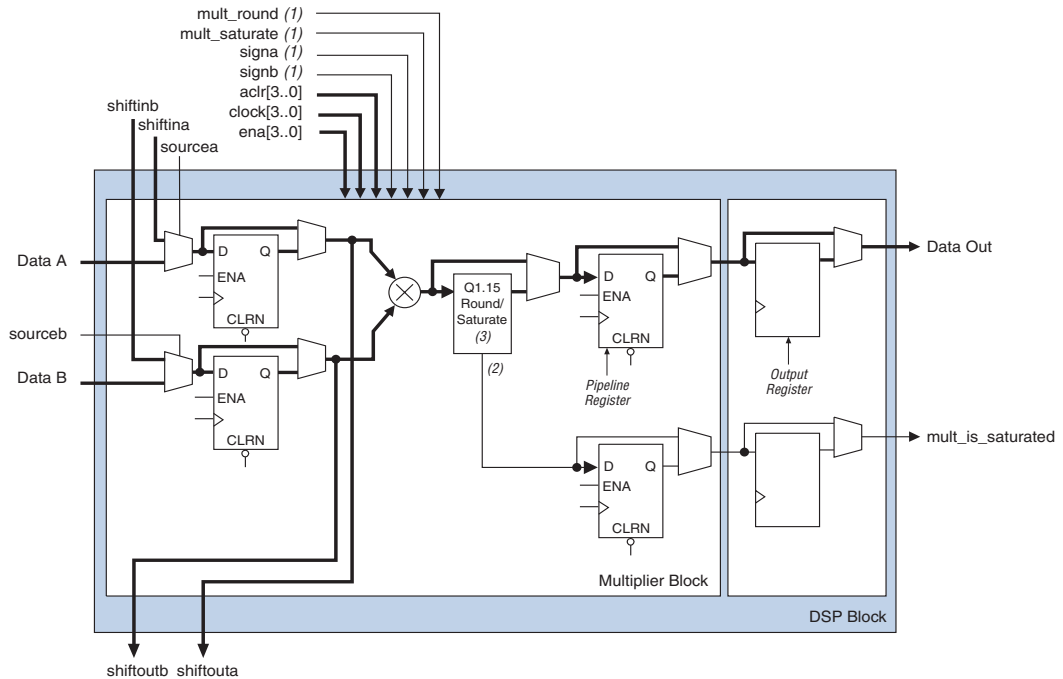 mult_round (1)
mult_saturate (1)
signa (1)
signb (1)
aclr[3..0]
clock[3..0]
ena[3..0]
shiftinb
shiftina
sourcea
Data A
D Q
ENA
CLRN
sourceb
Data B
D Q
ENA
CLRN
Q1.15
Round/
Saturate
(3)
(2)
D Q
ENA
CLRN
Pipeline
Register
Data Out
Output
Register
D Q
ENA
CLRN
mult_is_saturated
Multiplier Block
DSP Block
shiftoutb shiftouta